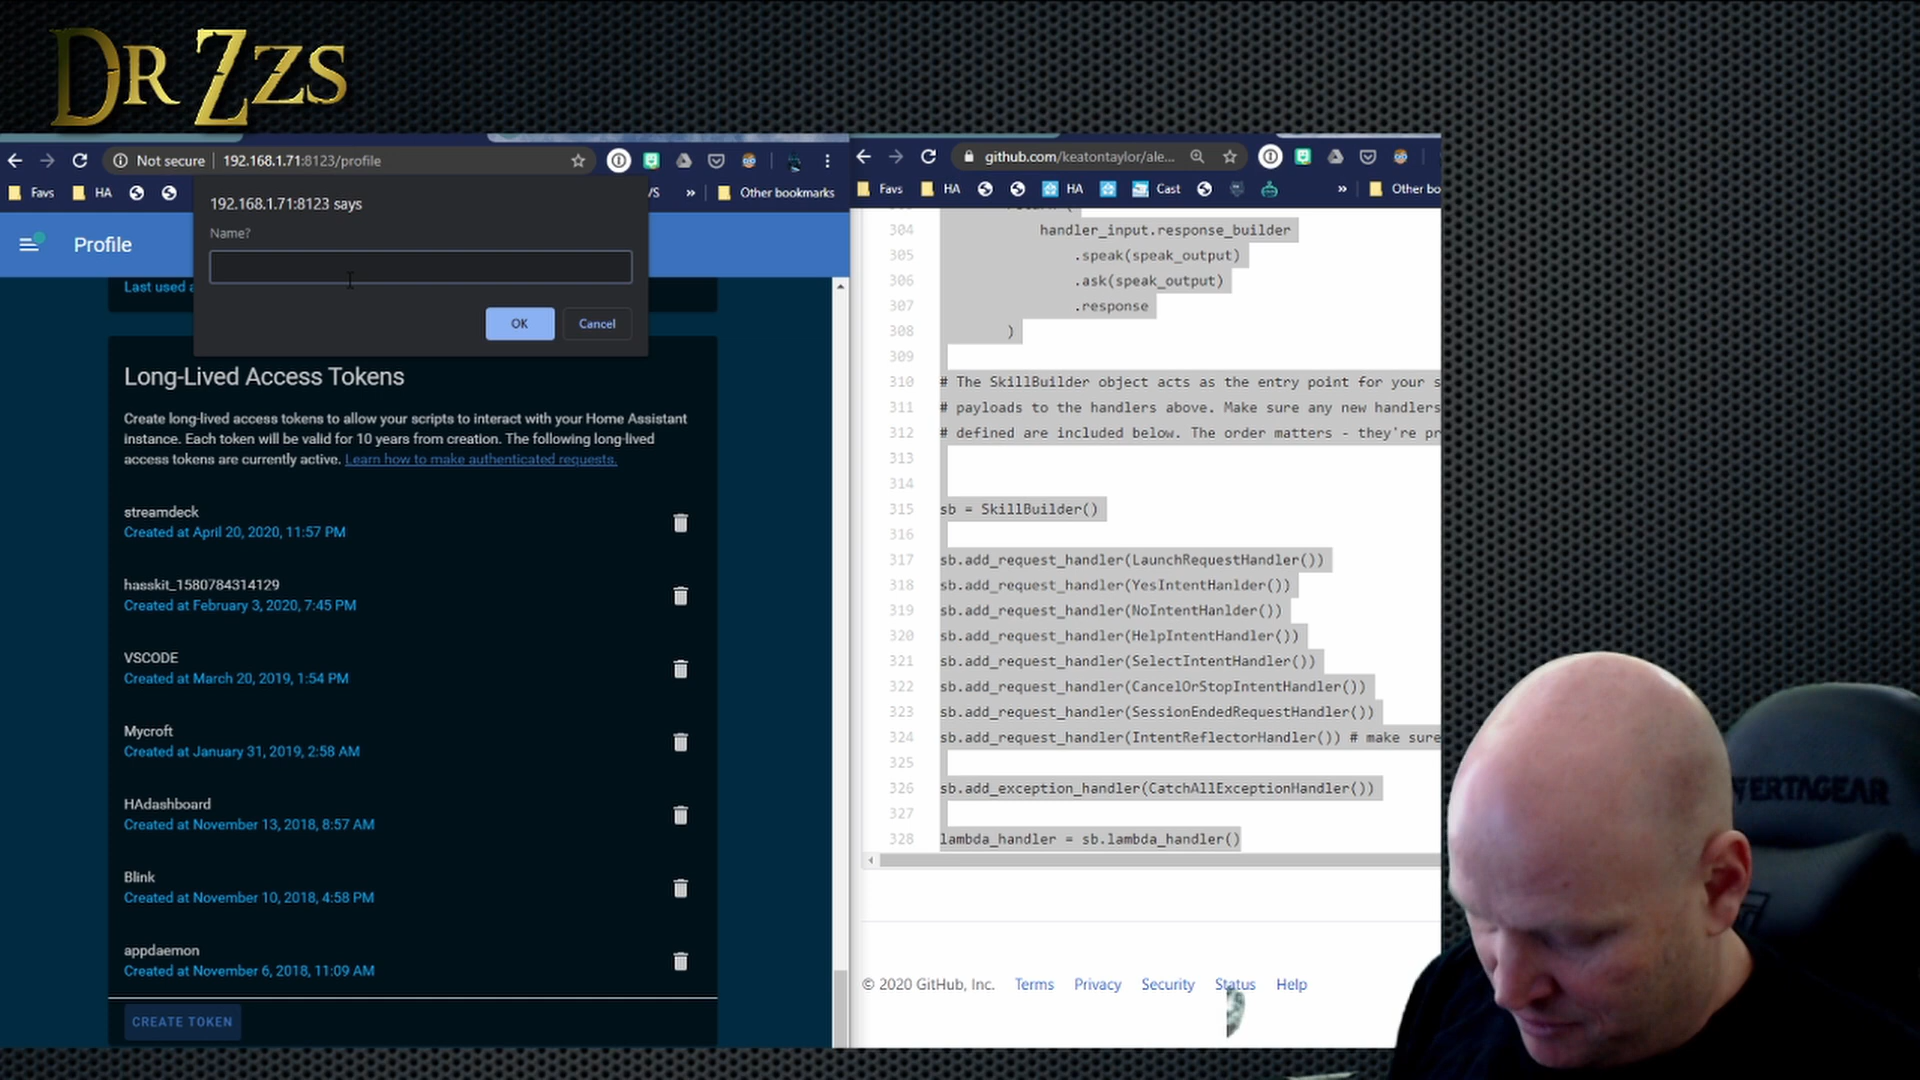 DR ZZS
Not secure | 192.168.1.71:8123/profile
Favs HA Other bookmarks
192.168.1.71:8123 says
Name?
OK Cancel
Profile
Last used a
Long-Lived Access Tokens
Create long-lived access tokens to allow your scripts to interact with your Home Assistant
instance. Each token will be valid for 10 years from creation. The following long-lived
access tokens are currently active. Learn how to make authenticated requests.
streamdeck
Created at April 20, 2020, 11:57 PM
hasskit_1580784314129
Created at February 3, 2020, 7:45 PM
VSCODE
Created at March 20, 2019, 1:54 PM
Mycroft
Created at January 31, 2019, 2:58 AM
HAdashboard
Created at November 13, 2018, 8:57 AM
Blink
Created at November 10, 2018, 4:58 PM
appdaemon
Created at November 6, 2018, 11:09 AM
CREATE TOKEN
github.com/keatontaylor/ale...
Favs HA HA Cast Other bo
304 handler_input.response_builder
305 .speak(speak_output)
306 .ask(speak_output)
307 .response
308 )
309
310 # The SkillBuilder object acts as the entry point for your s
311 # payloads to the handlers above. Make sure any new handlers
312 # defined are included below. The order matters - they're pr
313
314
315 sb = SkillBuilder()
316
317 sb.add_request_handler(LaunchRequestHandler())
318 sb.add_request_handler(YesIntentHanlder())
319 sb.add_request_handler(NoIntentHanlder())
320 sb.add_request_handler(HelpIntentHandler())
321 sb.add_request_handler(SelectIntentHandler())
322 sb.add_request_handler(CancelOrStopIntentHandler())
323 sb.add_request_handler(SessionEndedRequestHandler())
324 sb.add_request_handler(IntentReflectorHandler()) # make sure
325
326 sb.add_exception_handler(CatchAllExceptionHandler())
327
328 lambda_handler = sb.lambda_handler()
© 2020 GitHub, Inc. Terms Privacy Security Status Help
VERTAGEAR